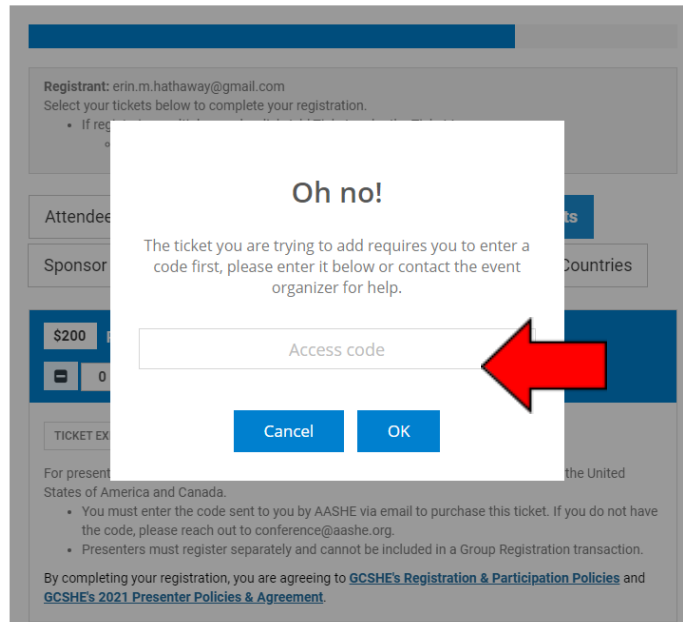 Registrant: erin.m.hathaway@gmail.com
Select your tickets below to complete your registration.
If reg
Oh no!
Attendee
ts
The ticket you are trying to add requires you to enter a
code first, please enter it below or contact the event
organizer for help.
Sponsor
Countries
$200
Access code
0
Cancel OK
TICKET EX
For present the United
States of America and Canada.
You must enter the code sent to you by AASHE via email to purchase this ticket. If you do not have
the code, please reach out to conference@aashe.org.
Presenters must register separately and cannot be included in a Group Registration transaction.
By completing your registration, you are agreeing to GCSHE's Registration & Participation Policies and
GCSHE's 2021 Presenter Policies & Agreement.